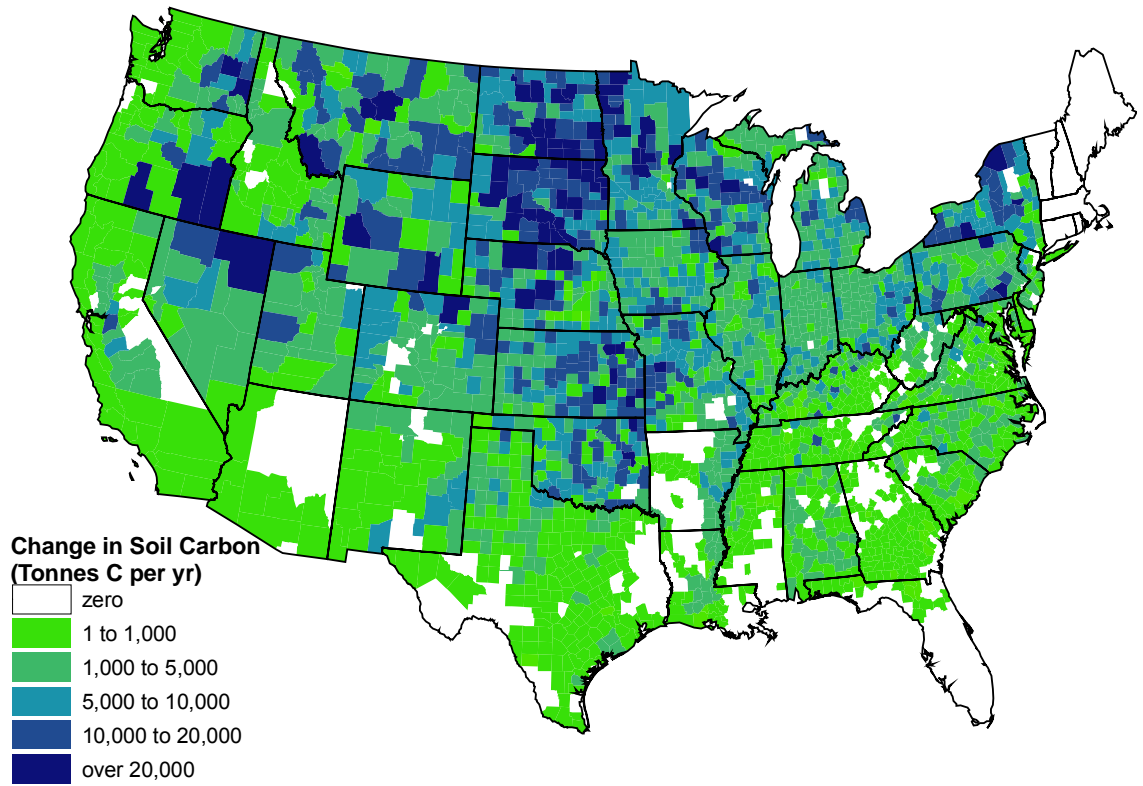 Change in Soil Carbon
(Tonnes C per yr)
zero
1 to 1,000
1,000 to 5,000
5,000 to 10,000
10,000 to 20,000
over 20,000